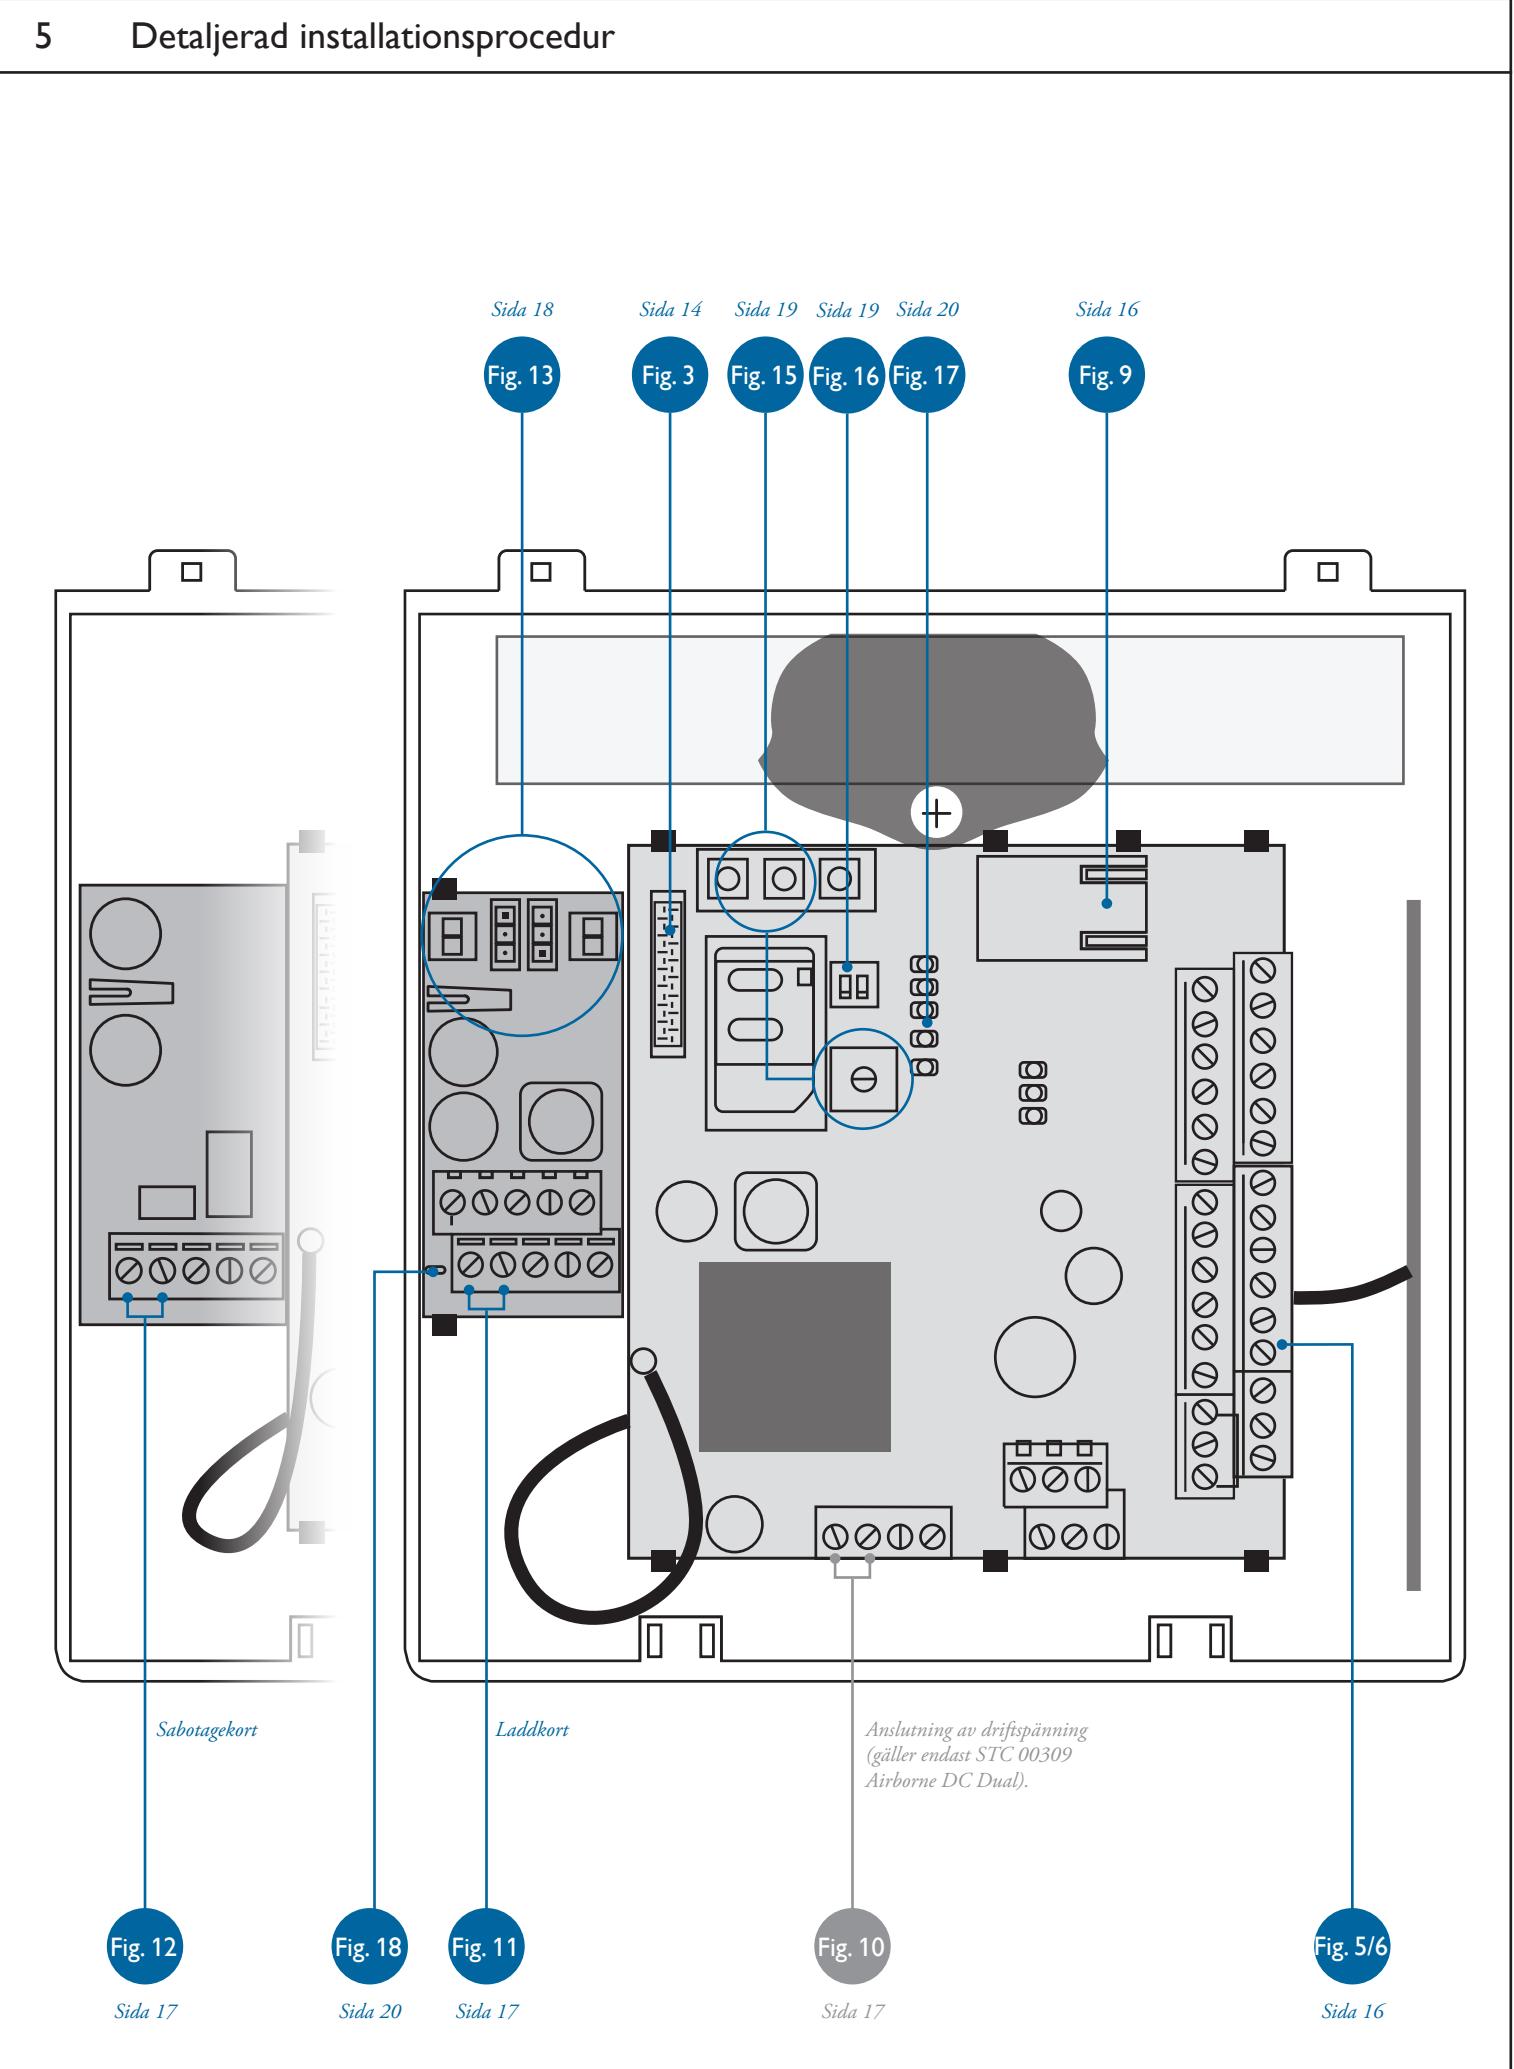 5 Detaljerad installationsprocedur
Sida 18 Sida 14 Sida 19 Sida 19 Sida 20 Sida 16
Fig. 13 Fig. 3 Fig. 15 Fig. 16 Fig. 17 Fig. 9
Sabotagekort
Laddkort
Anslutning av driftspänning
(gäller endast STC 00309
Airborne DC Dual).
Fig. 12 Fig. 18 Fig. 11 Fig. 10 Fig. 5/6
Sida 17 Sida 20 Sida 17 Sida 17 Sida 16